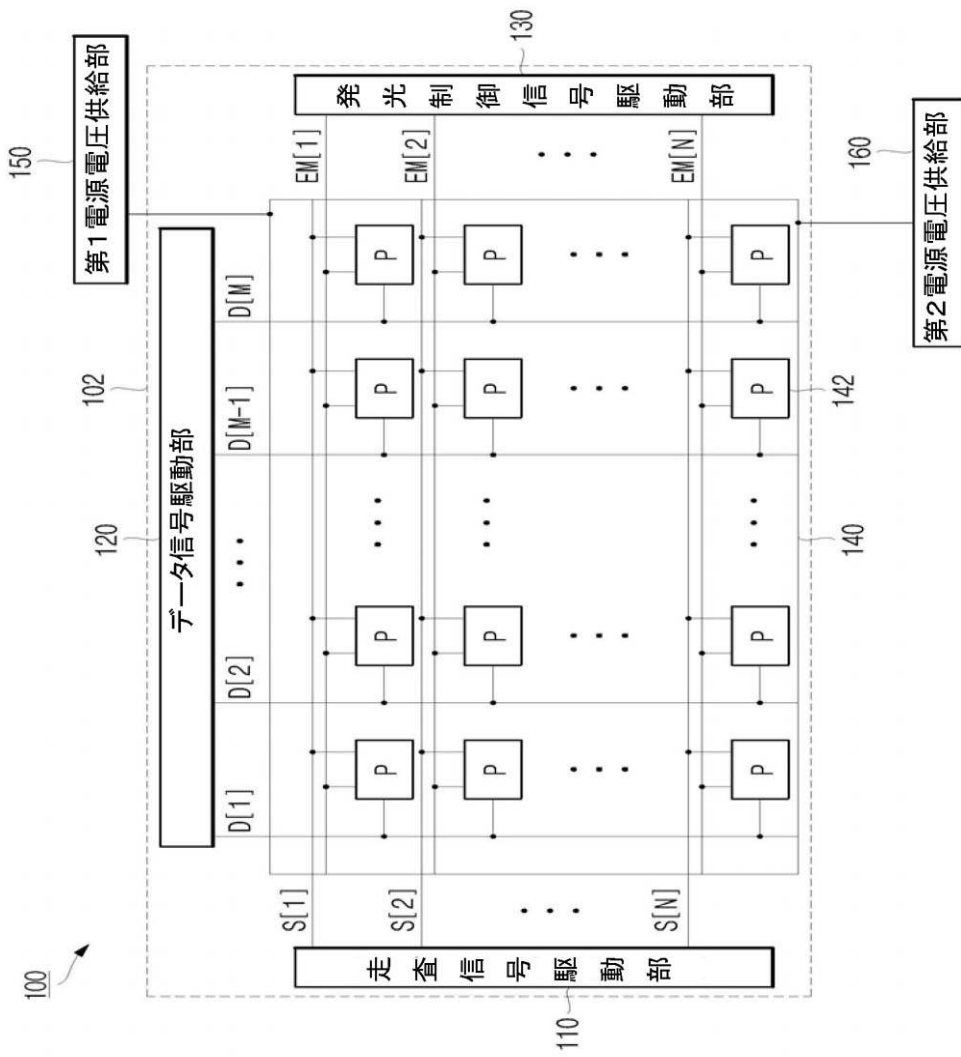 100
120
102
150
第1電源電圧供給部
データ信号駆動部
D[1]
D[2]
D[M-1]
D[M]
110
走査信号駆動部
S[1]
S[2]
S[N]
P P P P
P P P P
P P P P
EM[1]
EM[2]
EM[N]
発光制御信号駆動部
130
140
142
160
第2電源電圧供給部